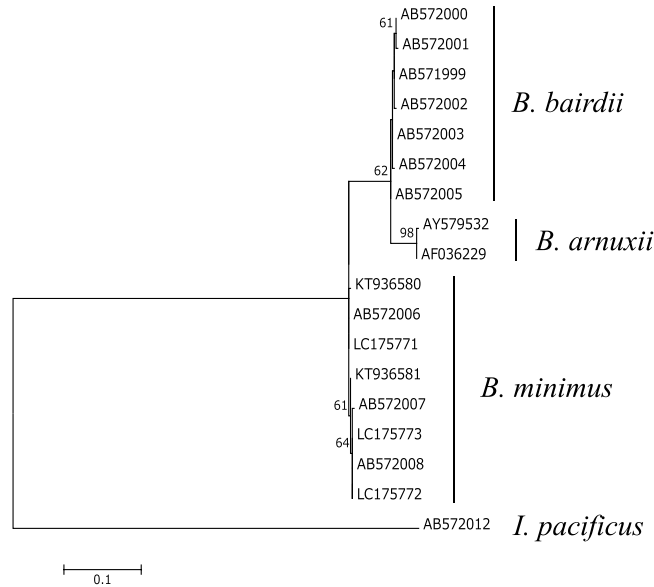 61
AB572000
AB572001
AB571999
AB572002
B. bairdii
AB572003
62
AB572004
AB572005
98
AY579532
B. arnuxii
AF036229
KT936580
AB572006
LC175771
KT936581
B. minimus
61
AB572007
64
LC175773
AB572008
LC175772
AB572012
I. pacificus
0.1